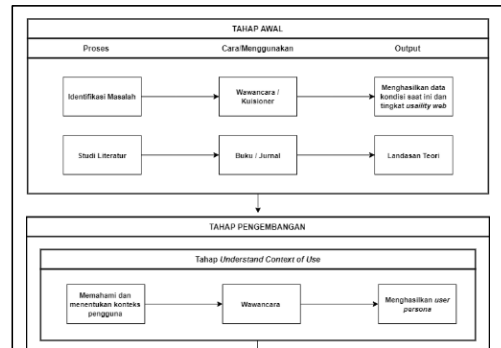 TAHAP AWAL
Proses Cara/Menggunakan Output
Identifikasi Masalah
Wawancara /
Kuisioner
Menghasilkan data
kondisi saat ini dan
tingkat usaility web
Studi Literatur
Buku / Jurnal
Landasan Teori
TAHAP PENGEMBANGAN
Tahap Understand Context of Use
Memahami dan
menentukan konteks
pengguna
Wawancara
Menghasilkan user
persona